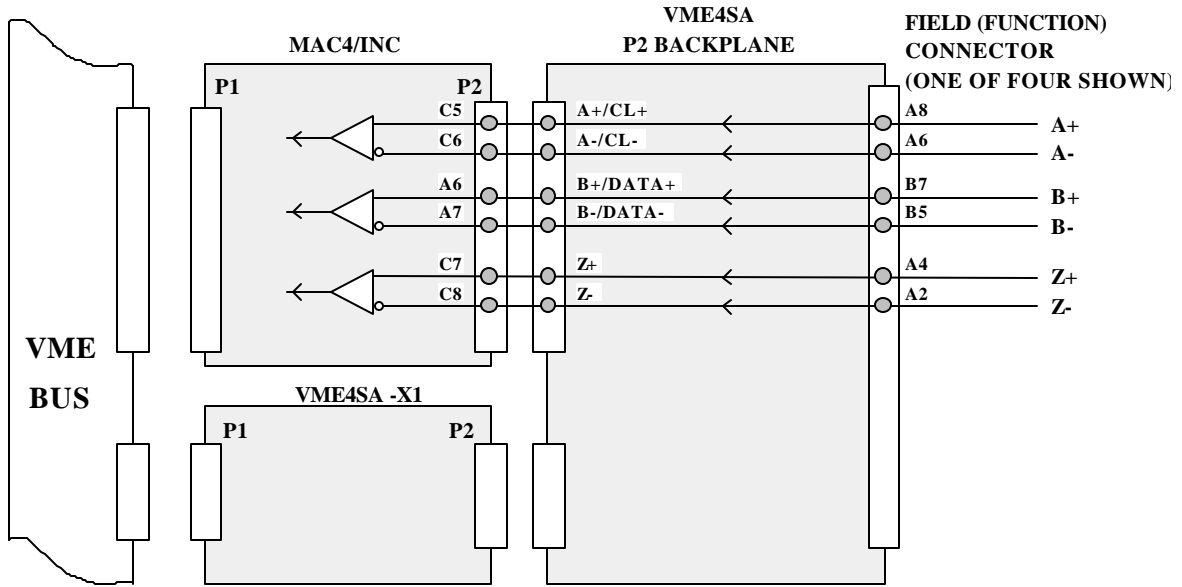 VME4SA
P2 BACKPLANE
FIELD (FUNCTION)
CONNECTOR
(ONE OF FOUR SHOWN)
MAC4/INC
P1
P2
C5
A+/CL+
A8
A+
C6
A-/CL-
A6
A-
A6
B+/DATA+
B7
B+
A7
B-/DATA-
B5
B-
C7
Z+
A4
Z+
C8
Z-
A2
Z-
VME
BUS
VME4SA -X1
P1
P2